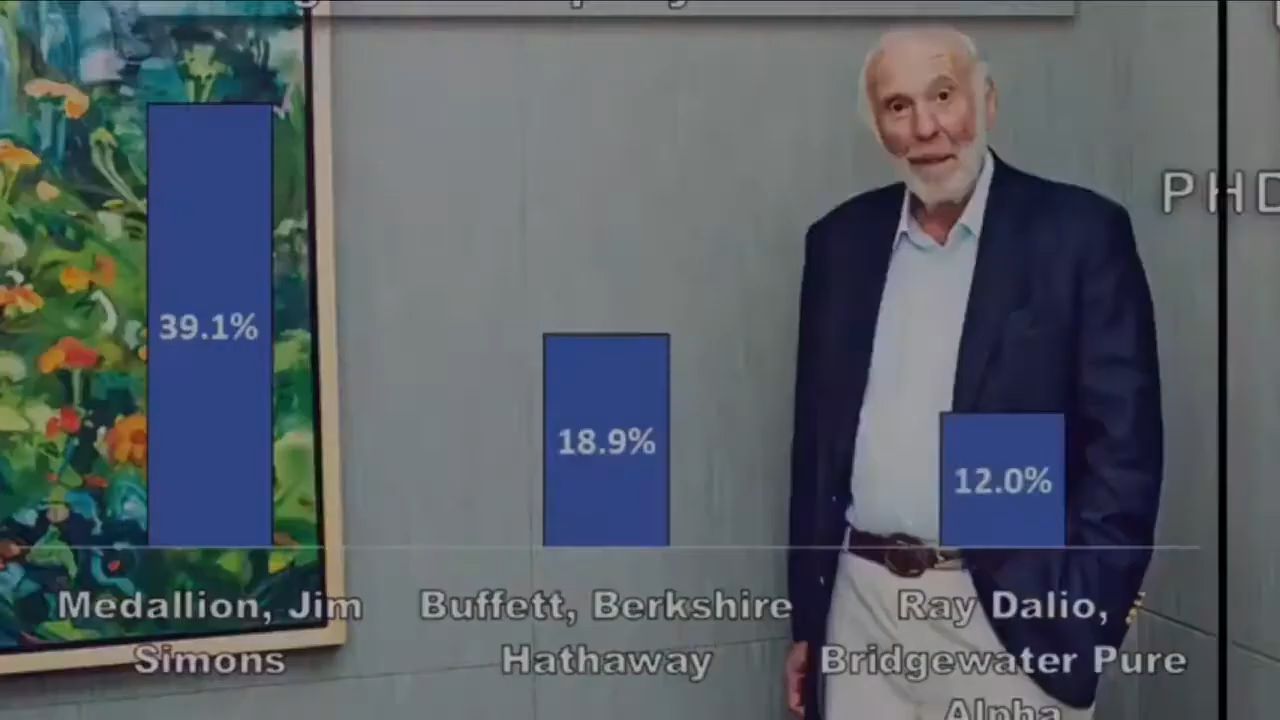 PHD
39.1%
18.9%
12.0%
Medallion, Jim
Simons
Buffett, Berkshire
Hathaway
Ray Dalio,
Bridgewater Pure
Alpha